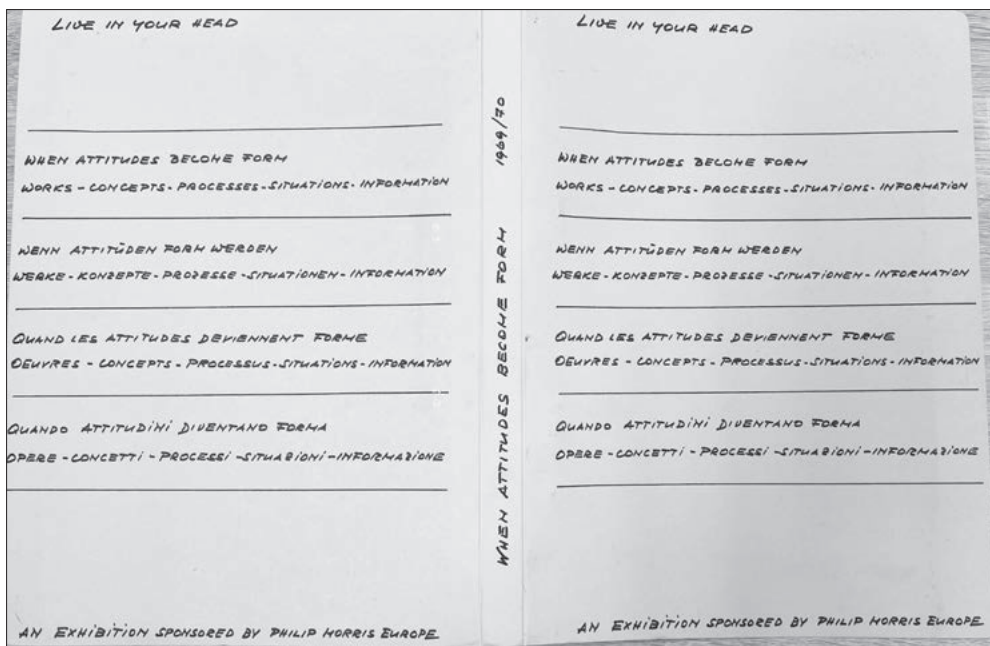 LIVE IN YOUR HEAD
WHEN ATTITUDES BECOME FORM
WORKS - CONCEPTS - PROCESSES - SITUATIONS - INFORMATION
WENN ATTITÜDEN FORM WERDEN
WERKE - KONZEPTE - PROZESSE - SITUATIONEN - INFORMATION
QUAND LES ATTITUDES DEVIENNENT FORME
OEUVRES - CONCEPTS - PROCESSUS - SITUATIONS - INFORMATION
QUANDO ATTITUDINI DIVENTANO FORMA
OPERE - CONCETTI - PROCESSI - SITUAZIONI - INFORMAZIONE
AN EXHIBITION SPONSORED BY PHILIP MORRIS EUROPE
WHEN ATTITUDES BECOME FORM 1969/70
LIVE IN YOUR HEAD
WHEN ATTITUDES BECOME FORM
WORKS - CONCEPTS - PROCESSES - SITUATIONS - INFORMATION
WENN ATTITÜDEN FORM WERDEN
WERKE - KONZEPTE - PROZESSE - SITUATIONEN - INFORMATION
QUAND LES ATTITUDES DEVIENNENT FORME
OEUVRES - CONCEPTS - PROCESSUS - SITUATIONS - INFORMATION
QUANDO ATTITUDINI DIVENTANO FORMA
OPERE - CONCETTI - PROCESSI - SITUAZIONI - INFORMAZIONE
AN EXHIBITION SPONSORED BY PHILIP MORRIS EUROPE